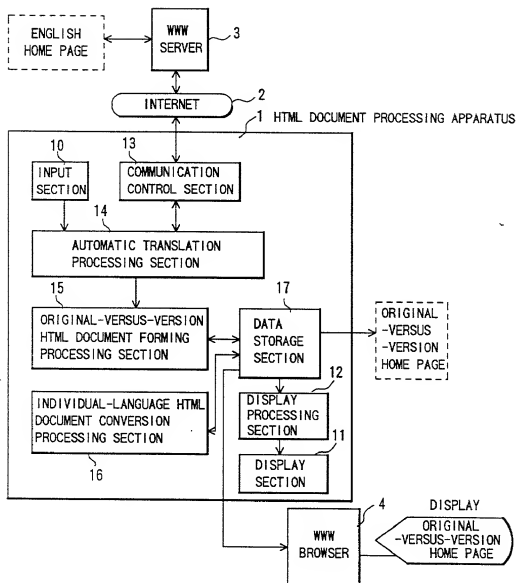 ENGLISH
HOME PAGE
WWW
SERVER
3
INTERNET
2
1 HTML DOCUMENT PROCESSING APPARATUS
10
INPUT
SECTION
13
COMMUNICATION
CONTROL SECTION
14
AUTOMATIC TRANSLATION
PROCESSING SECTION
15
ORIGINAL-VERSUS-VERSION
HTML DOCUMENT FORMING
PROCESSING SECTION
17
DATA
STORAGE
SECTION
ORIGINAL
-VERSUS
-VERSION
HOME PAGE
INDIVIDUAL-LANGUAGE HTML
DOCUMENT CONVERSION
PROCESSING SECTION
16
12
DISPLAY
PROCESSING
SECTION
11
DISPLAY
SECTION
4
WWW
BROWSER
DISPLAY
ORIGINAL
-VERSUS-VERSION
HOME PAGE